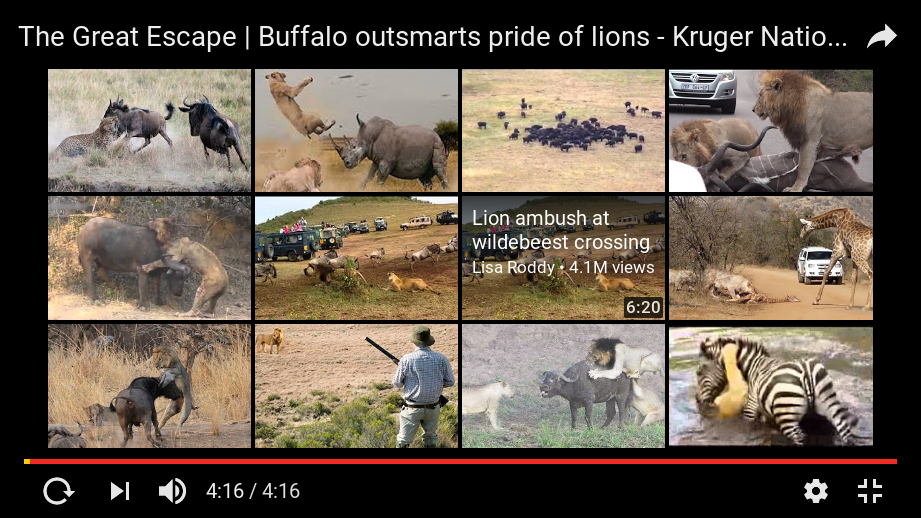 The Great Escape | Buffalo outsmarts pride of lions - Kruger Natio...
Lion ambush at
wildebeest crossing
Lisa Roddy • 4.1M views
6:20
4:16 / 4:16